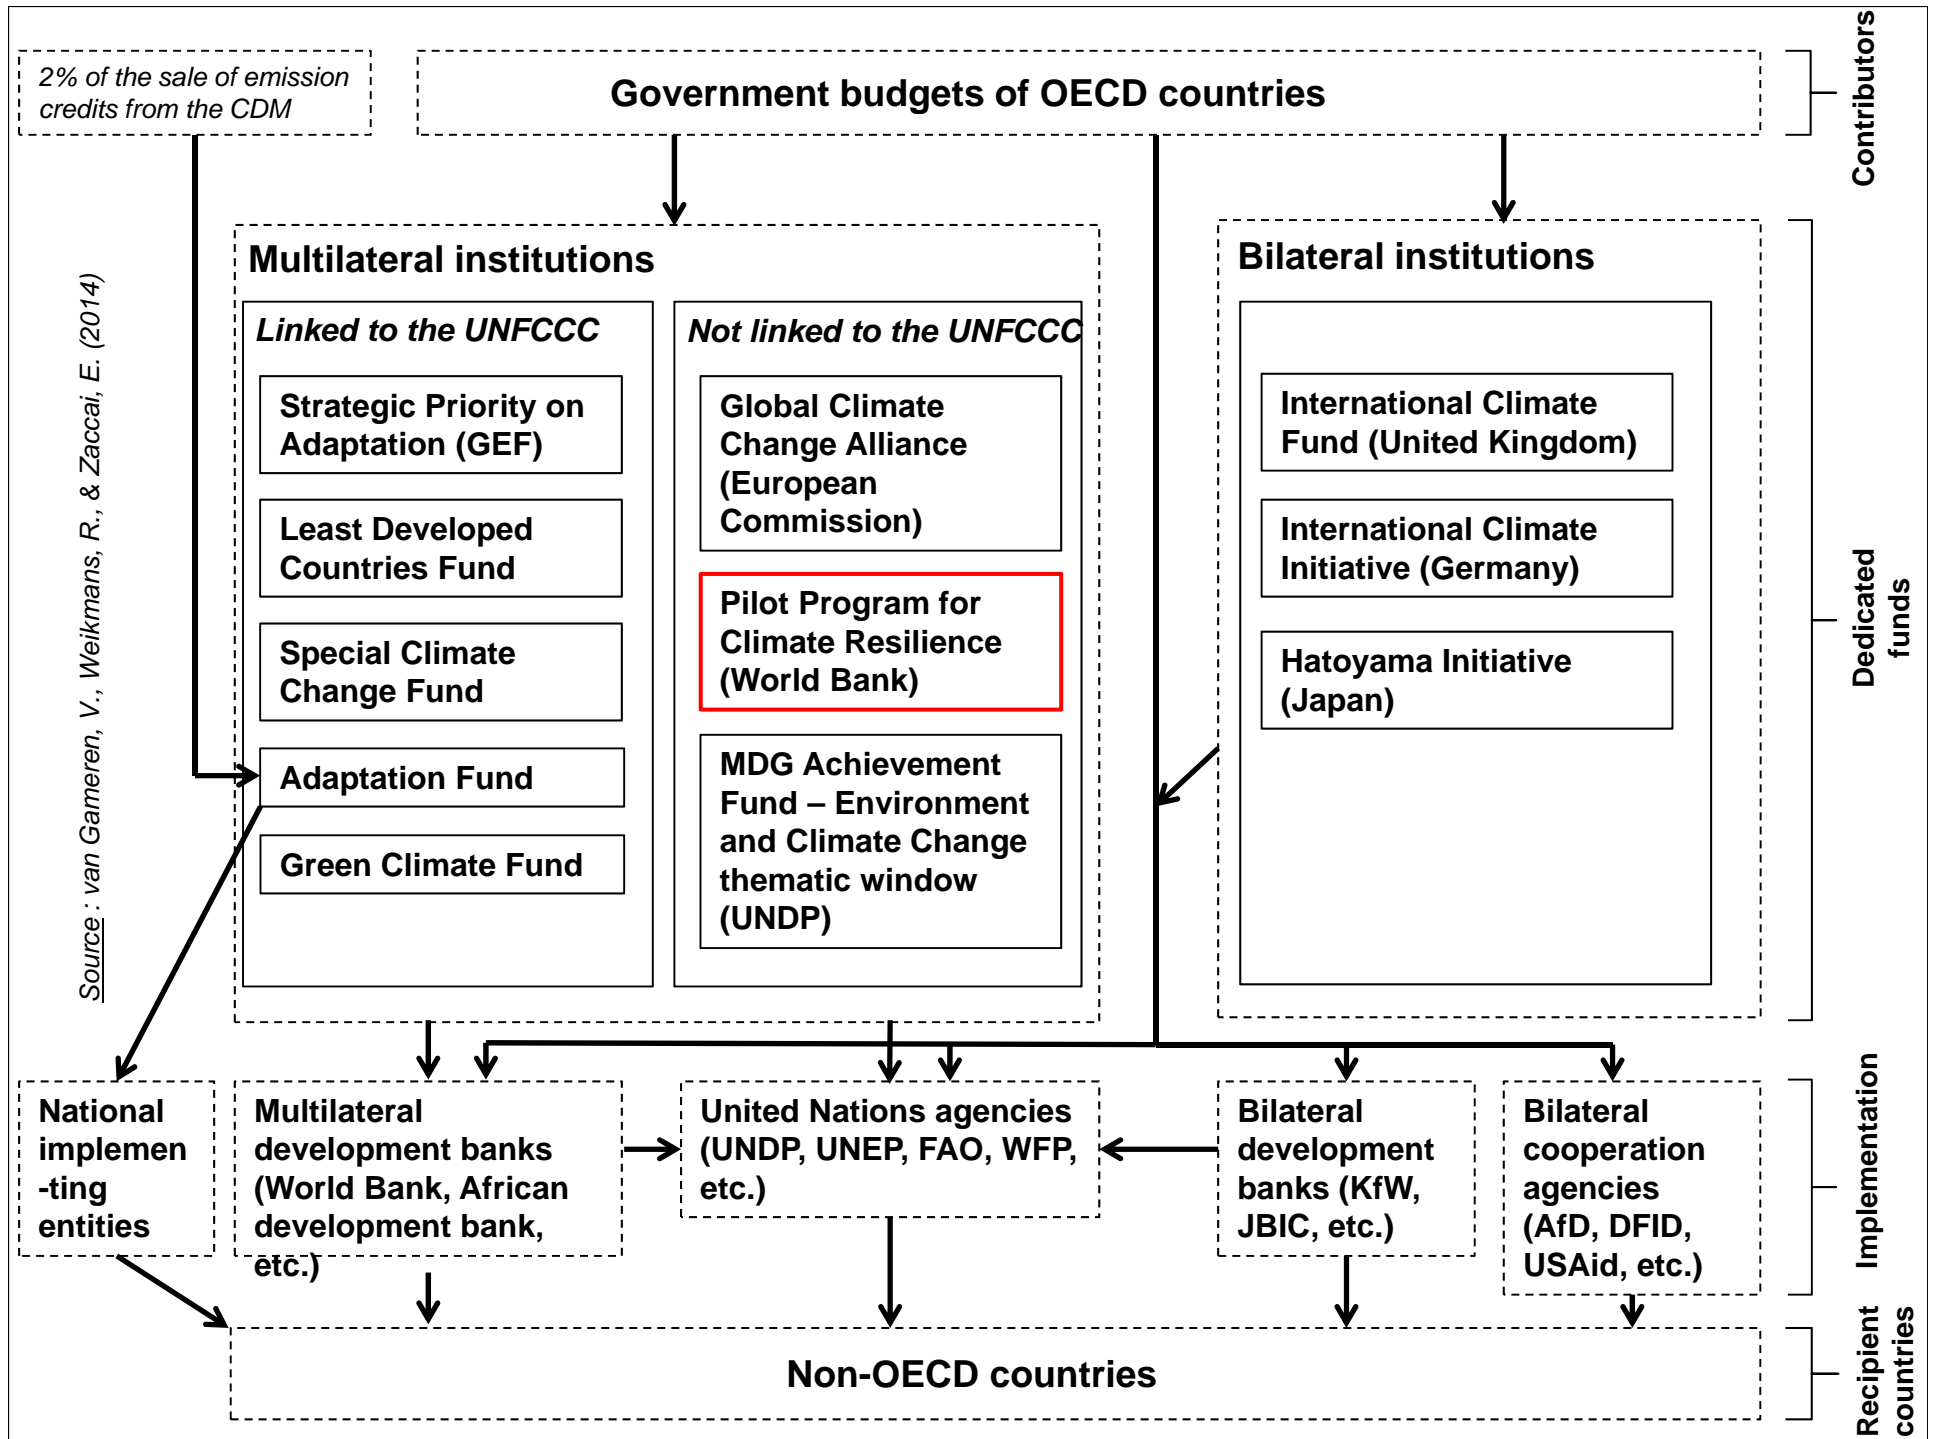 2% of the sale of emission
credits from the CDM
Government budgets of OECD countries
Contributors
Multilateral institutions
Linked to the UNFCCC
Strategic Priority on
Adaptation (GEF)
Least Developed
Countries Fund
Special Climate
Change Fund
Adaptation Fund
Green Climate Fund
Not linked to the UNFCCC
Global Climate
Change Alliance
(European
Commission)
Pilot Program for
Climate Resilience
(World Bank)
MDG Achievement
Fund – Environment
and Climate Change
thematic window
(UNDP)
Bilateral institutions
International Climate
Fund (United Kingdom)
International Climate
Initiative (Germany)
Hatoyama Initiative
(Japan)
Dedicated
funds
Source : van Gameren, V., Weikmans, R., & Zaccai, E. (2014)
National
implemen
-ting
entities
Multilateral
development banks
(World Bank, African
development bank,
etc.)
United Nations agencies
(UNDP, UNEP, FAO, WFP,
etc.)
Bilateral
development
banks (KfW,
JBIC, etc.)
Bilateral
cooperation
agencies
(AfD, DFID,
USAid, etc.)
Implementation
Non-OECD countries
Recipient
countries